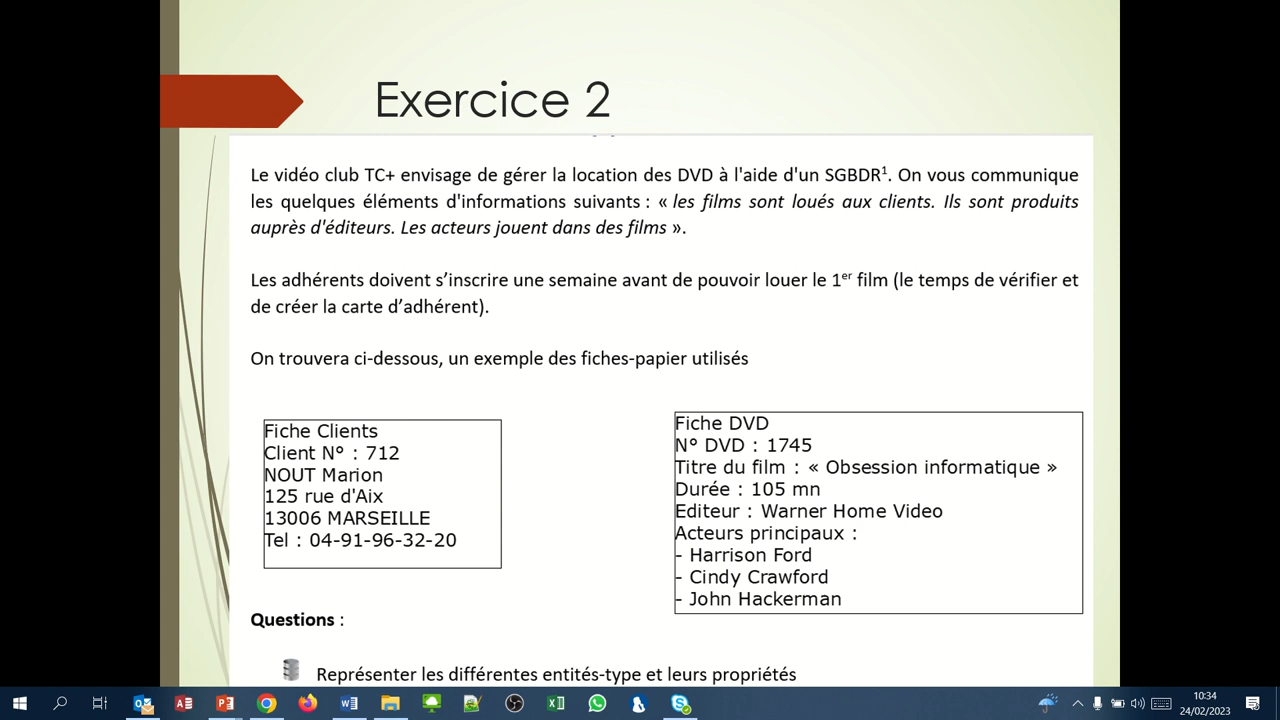 Exercice 2
Le vidéo club TC+ envisage de gérer la location des DVD à l'aide d'un SGBDR¹. On vous communique
les quelques éléments d'informations suivants : « les films sont loués aux clients. Ils sont produits
auprès d'éditeurs. Les acteurs jouent dans des films ».
Les adhérents doivent s’inscrire une semaine avant de pouvoir louer le 1er film (le temps de vérifier et
de créer la carte d’adhérent).
On trouvera ci-dessous, un exemple des fiches-papier utilisés
Fiche Clients
Client N° : 712
NOUT Marion
125 rue d'Aix
13006 MARSEILLE
Tel : 04-91-96-32-20
Fiche DVD
N° DVD : 1745
Titre du film : « Obsession informatique »
Durée : 105 mn
Editeur : Warner Home Video
Acteurs principaux :
- Harrison Ford
- Cindy Crawford
- John Hackerman
Questions :
Représenter les différentes entités-type et leurs propriétés
10:34
24/02/2023